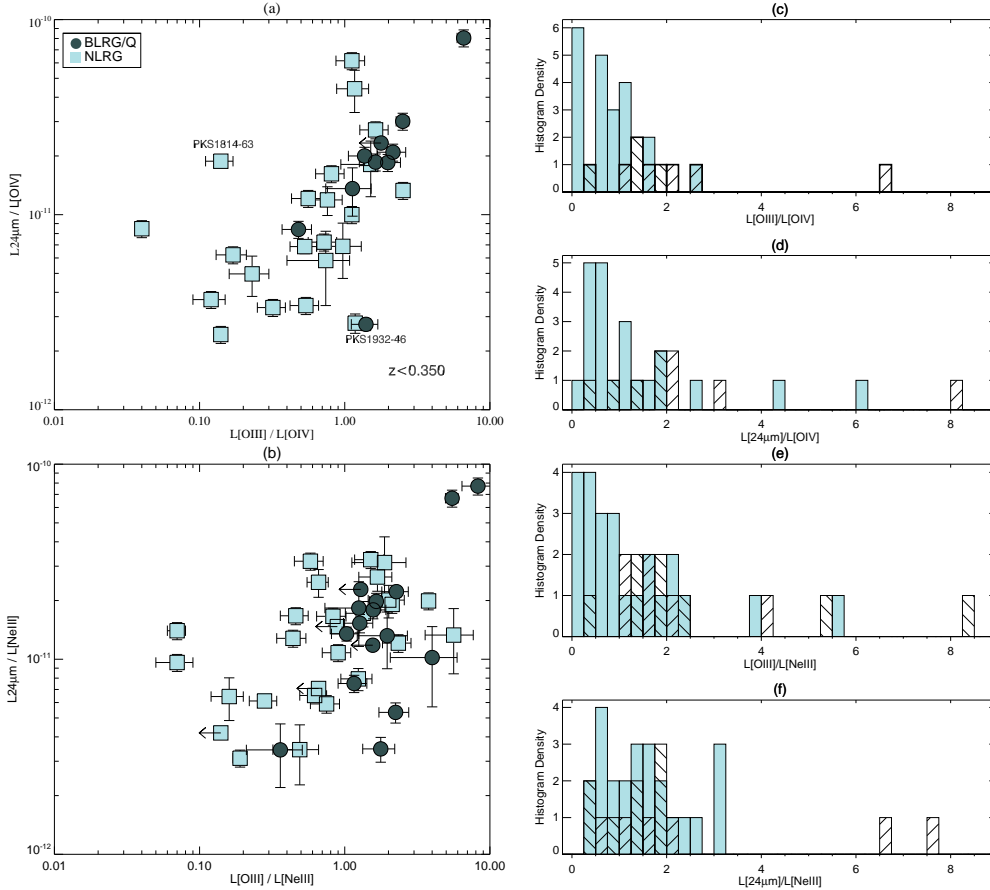 (a)
10^-10
BLRG/Q
NLRG
PKS1814-63
L24μm / L[OIV]
10^-11
PKS1932-46
z<0.350
10^-12
0.01 0.10 1.00 10.00
L[OIII] / L[OIV]
(b)
10^-10
L24μm / L[NeIII]
10^-11
10^-12
0.01 0.10 1.00 10.00
L[OIII] / L[NeIII]
(c)
Histogram Density
6
5
4
3
2
1
0
0 2 4 6 8
L[OIII]/L[OIV]
(d)
Histogram Density
5
4
3
2
1
0
0 2 4 6 8
L[24μm]/L[OIV]
(e)
Histogram Density
4
3
2
1
0
0 2 4 6 8
L[OIII]/L[NeIII]
(f)
Histogram Density
4
3
2
1
0
0 2 4 6 8
L[24μm]/L[NeIII]